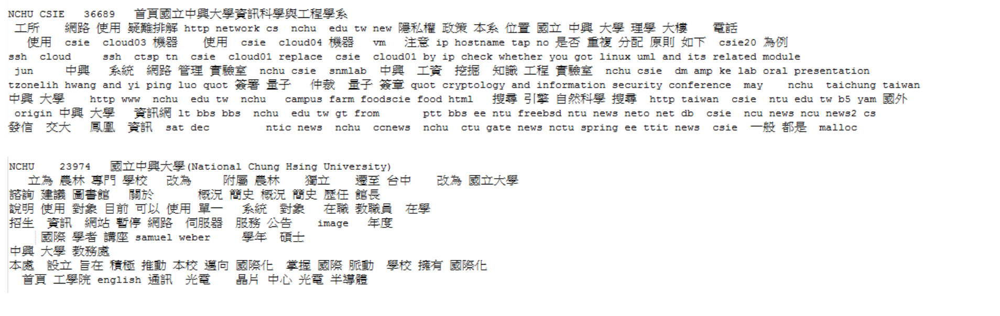 NCHU CSIE 36689 首頁國立中興大學資訊科學與工程學系
工所 網路 使用 疑難排解 http network cs nchu edu tw new 隱私權 政策 本系 位置 國立 中興 大學 理學 大樓 電話
使用 csie cloud03 機器 使用 csie cloud04 機器 vm 注意 ip hostname tap no 是否 重複 分配 原則 如下 csie20 為例
ssh cloud ssh ctsp tn csie cloud01 replace csie cloud01 by ip check whether you got linux uml and its related module
jun 中興 系統 網路 管理 實驗室 nchu csie snmlab 中興 工資 挖掘 知識 工程 實驗室 nchu csie dm amp ke lab oral presentation
tzonelih hwang and yi ping luo quot 簽署 量子 仲裁 量子 簽章 quot cryptology and information security conference may nchu taichung taiwan
中興 大學 http www nchu edu tw nchu campus farm foodscie food html 搜尋 引擎 自然科學 搜尋 http taiwan csie ntu edu tw b5 yam 國外
origin 中興 大學 資訊網 lt bbs bbs nchu edu tw gt from ptt bbs ee ntu freebsd ntu news neto net db csie ncu news ncu news2 cs
發信 交大 鳳凰 資訊 sat dec ntic news nchu ccnews nchu ctu gate news nctu spring ee ttit news csie 一般 都是 malloc
NCHU 23974 國立中興大學(National Chung Hsing University)
立為 農林 專門 學校 改為 附屬 農林 獨立 遷至 台中 改為 國立大學
諮詢 建議 圖書館 關於 概況 簡史 概況 簡史 歷任 館長
說明 使用 對象 目前 可以 使用 單一 系統 對象 在職 教職員 在學
招生 資訊 網站 暫停 網路 伺服器 服務 公告 image 年度
國際 學者 講座 samuel weber 學年 碩士
中興 大學 教務處
本處 設立 旨在 積極 推動 本校 邁向 國際化 掌握 國際 脈動 學校 擁有 國際化
首頁 工學院 english 通訊 光電 晶片 中心 光電 半導體